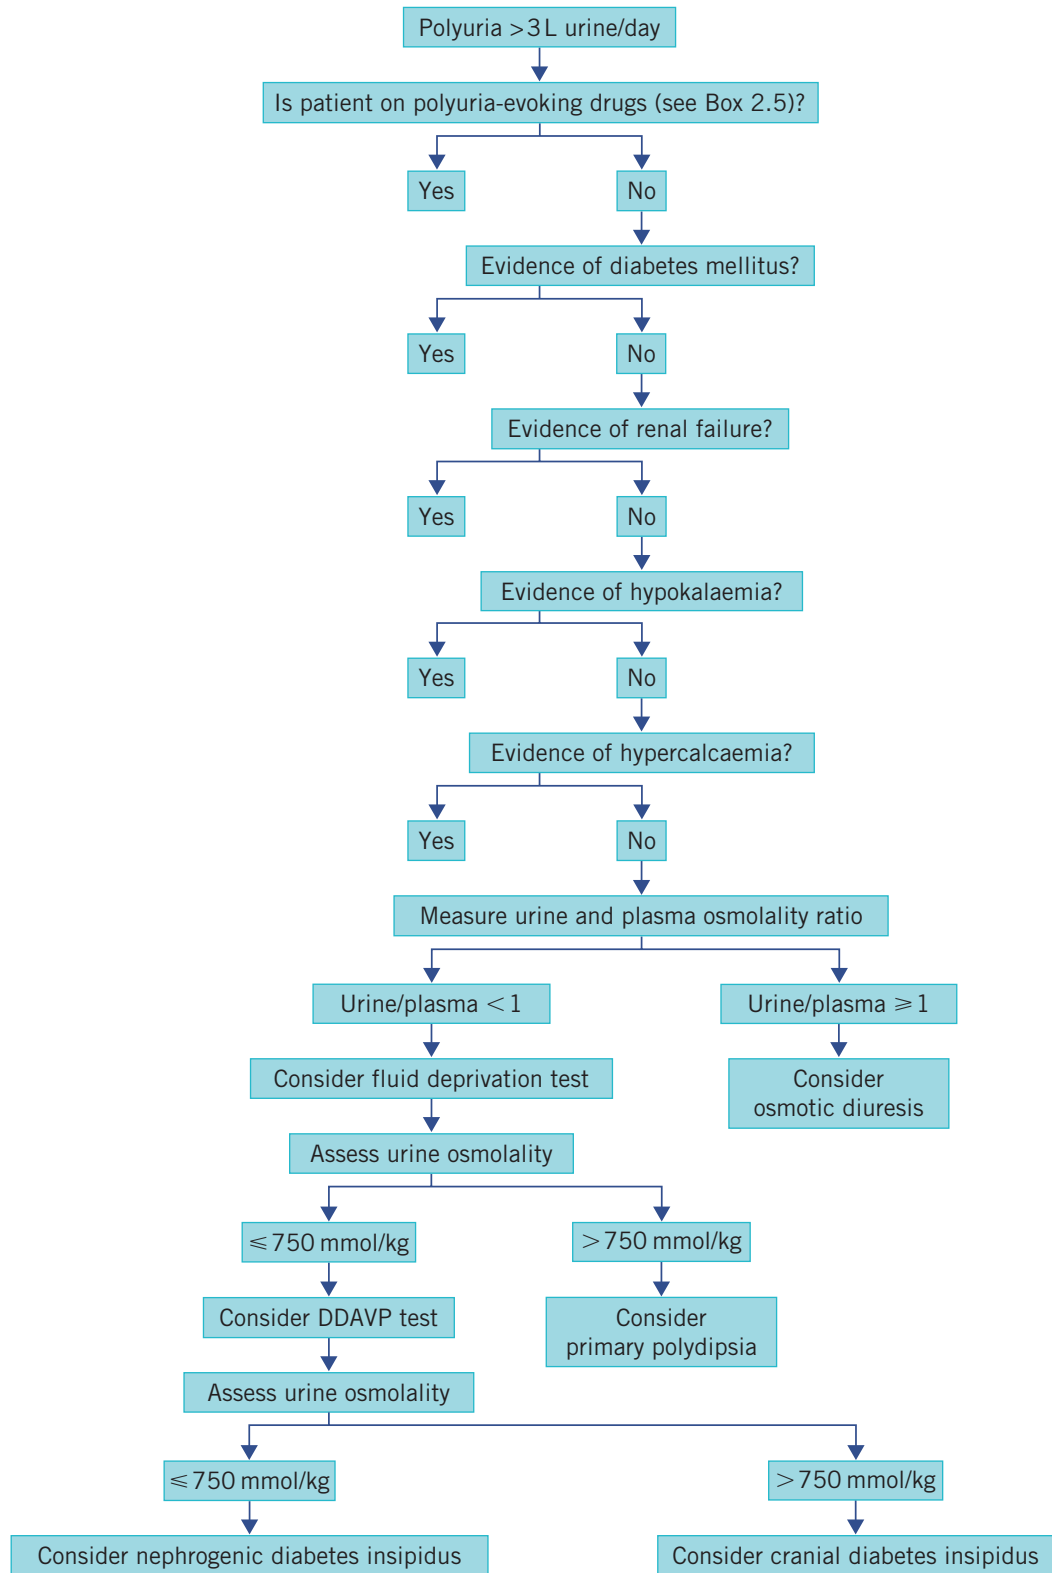 Polyuria >3 L urine/day
Is patient on polyuria-evoking drugs (see Box 2.5)?
Yes
No
Evidence of diabetes mellitus?
Yes
No
Evidence of renal failure?
Yes
No
Evidence of hypokalaemia?
Yes
No
Evidence of hypercalcaemia?
Yes
No
Measure urine and plasma osmolality ratio
Urine/plasma < 1
Urine/plasma ⩾ 1
Consider fluid deprivation test
Consider
osmotic diuresis
Assess urine osmolality
⩽ 750 mmol/kg
> 750 mmol/kg
Consider DDAVP test
Consider
primary polydipsia
Assess urine osmolality
⩽ 750 mmol/kg
> 750 mmol/kg
Consider nephrogenic diabetes insipidus
Consider cranial diabetes insipidus